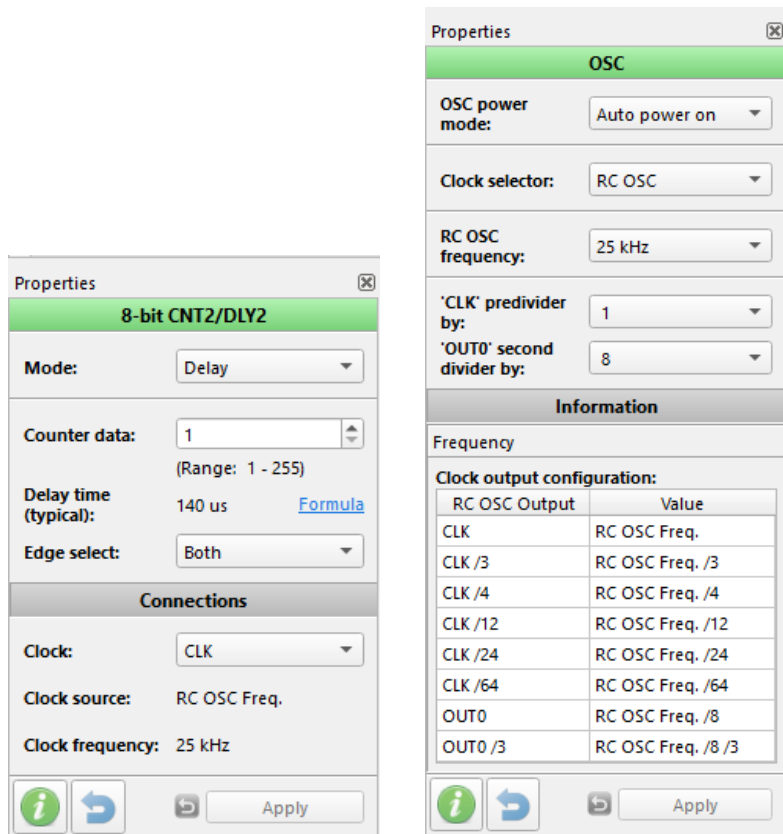 Properties
8-bit CNT2/DLY2
Mode: Delay
Counter data: 1
(Range: 1 - 255)
Delay time
(typical): 140 us Formula
Edge select: Both
Connections
Clock: CLK
Clock source: RC OSC Freq.
Clock frequency: 25 kHz
Apply
Properties
OSC
OSC power
mode: Auto power on
Clock selector: RC OSC
RC OSC
frequency: 25 kHz
'CLK' predivider
by: 1
'OUT0' second
divider by: 8
Information
Frequency
Clock output configuration:
RC OSC Output Value
CLK RC OSC Freq.
CLK /3 RC OSC Freq. /3
CLK /4 RC OSC Freq. /4
CLK /12 RC OSC Freq. /12
CLK /24 RC OSC Freq. /24
CLK /64 RC OSC Freq. /64
OUT0 RC OSC Freq. /8
OUT0 /3 RC OSC Freq. /8 /3
Apply